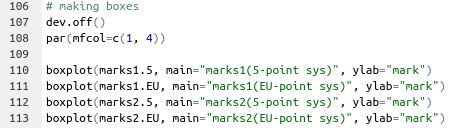 106 # making boxes
107 dev.off()
108 par(mfcol=c(1, 4))
109
110 boxplot(marks1.5, main="marks1(5-point sys)", ylab="mark")
111 boxplot(marks1.EU, main="marks1(EU-point sys)", ylab="mark")
112 boxplot(marks2.5, main="marks2(5-point sys)", ylab="mark")
113 boxplot(marks2.EU, main="marks2(EU-point sys)", ylab="mark")